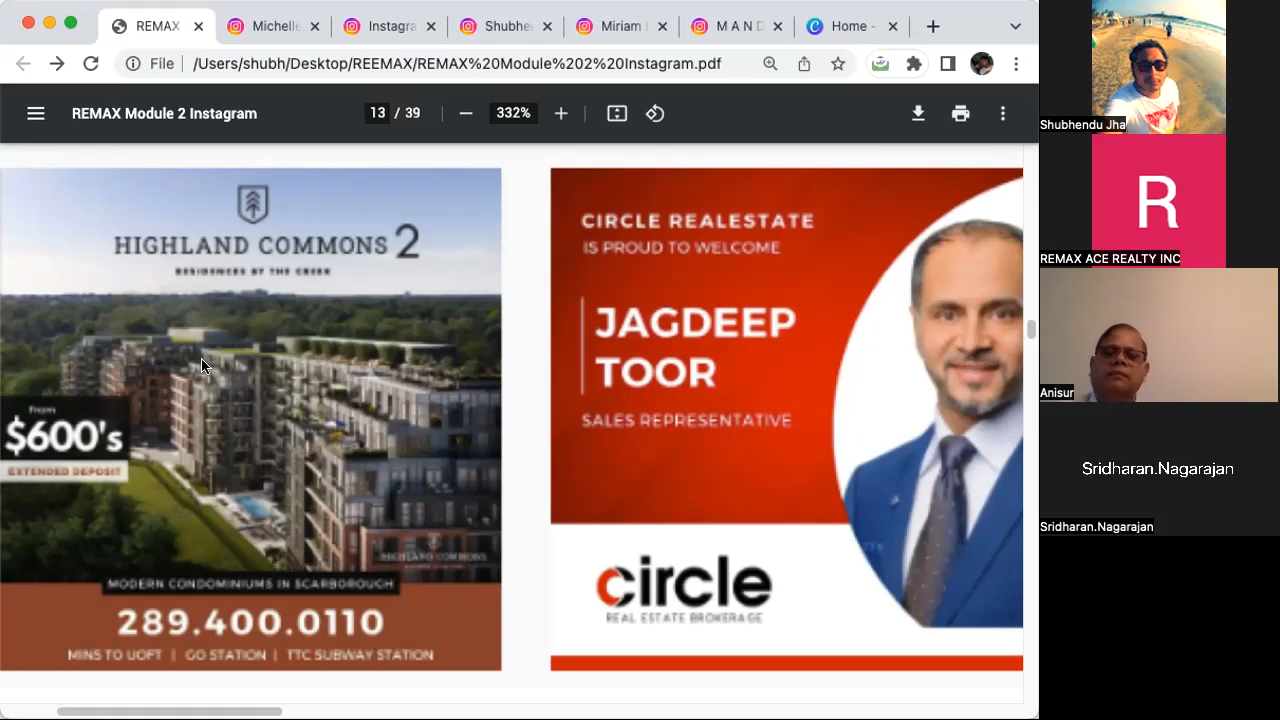 REMAX
Michelle
Instagra
Shubhe
Miriam
M A N D
Home -
File
/Users/shubh/Desktop/REEMAX/REMAX%20Module%202%20Instagram.pdf
REMAX Module 2 Instagram
13 / 39
332%
HIGHLAND COMMONS 2
RESIDENCES BY THE CREEK
From
$600's
EXTENDED DEPOSIT
HIGHLAND COMMONS
MODERN CONDOMINIUMS IN SCARBOROUGH
289.400.0110
MINS TO UOFT | GO STATION | TTC SUBWAY STATION
CIRCLE REALESTATE
IS PROUD TO WELCOME
JAGDEEP
TOOR
SALES REPRESENTATIVE
circle
REAL ESTATE BROKERAGE
Shubhendu Jha
R
REMAX ACE REALTY INC
Anisur
Sridharan.Nagarajan
Sridharan.Nagarajan